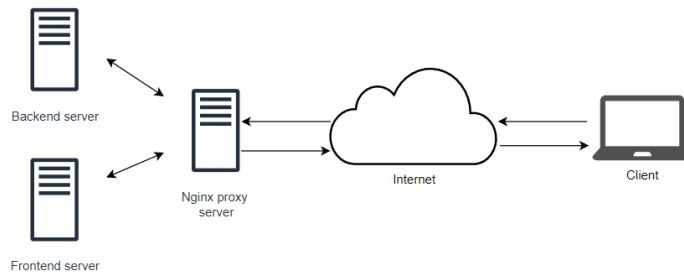 Backend server
Nginx proxy
server
Internet
Client
Frontend server